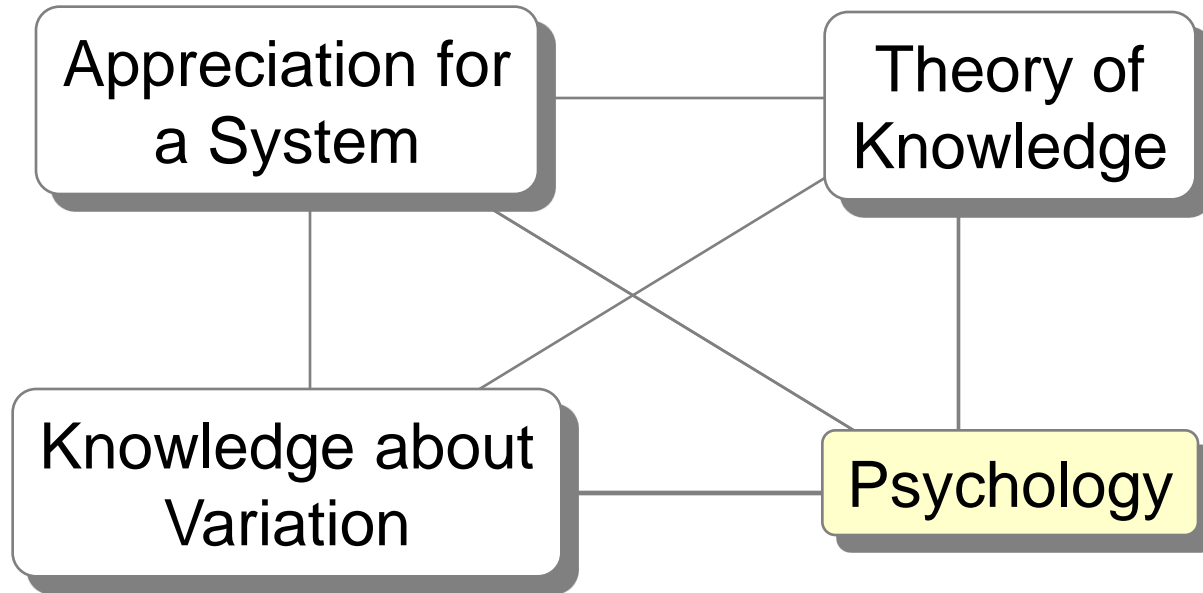 Appreciation for
a System
Theory of
Knowledge
Knowledge about
Variation
Psychology